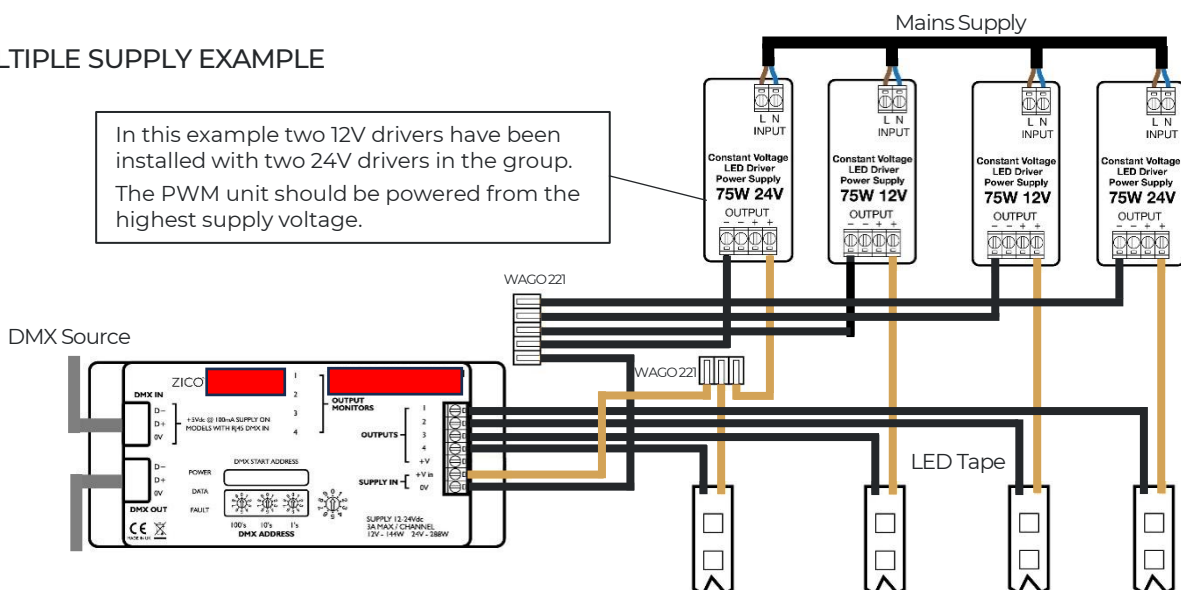 LTIPLE SUPPLY EXAMPLE
Mains Supply
In this example two 12V drivers have been
installed with two 24V drivers in the group.
The PWM unit should be powered from the
highest supply voltage.
L N
INPUT
Constant Voltage
LED Driver
Power Supply
75W 24V
OUTPUT
− − + +
L N
INPUT
Constant Voltage
LED Driver
Power Supply
75W 12V
OUTPUT
− − + +
L N
INPUT
Constant Voltage
LED Driver
Power Supply
75W 12V
OUTPUT
− − + +
L N
INPUT
Constant Voltage
LED Driver
Power Supply
75W 24V
OUTPUT
− − + +
WAGO 221
WAGO 221
DMX Source
ZICO
DMX IN
D−
D+
0V
+5Vdc @ 100mA SUPPLY ON
MODELS WITH RJ45 DMX IN
1
2
3
4
OUTPUT
MONITORS
OUTPUTS
1
2
3
4
+V
SUPPLY IN
+V in
0V
D−
D+
0V
DMX OUT
POWER
DATA
FAULT
DMX START ADDRESS
100's 10's 1's
DMX ADDRESS
SUPPLY 12-24Vdc
3A MAX / CHANNEL
12V - 144W 24V - 288W
CE
MADE IN UK
LED Tape